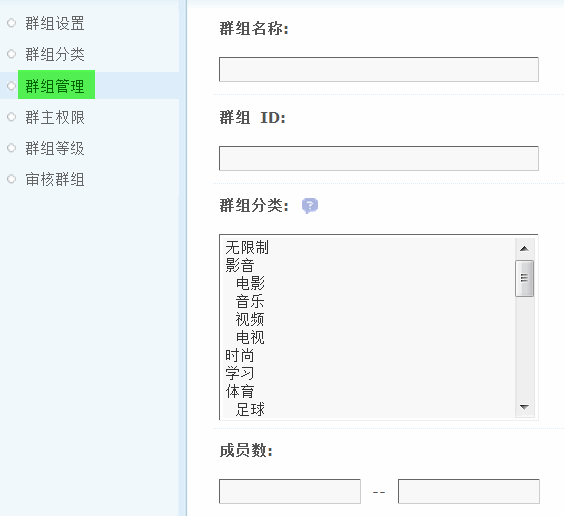 群组设置
群组分类
群组管理
群主权限
群组等级
审核群组
群组名称:
群组 ID:
群组分类: ?
无限制
影音
电影
音乐
视频
电视
时尚
学习
体育
足球
成员数:
--